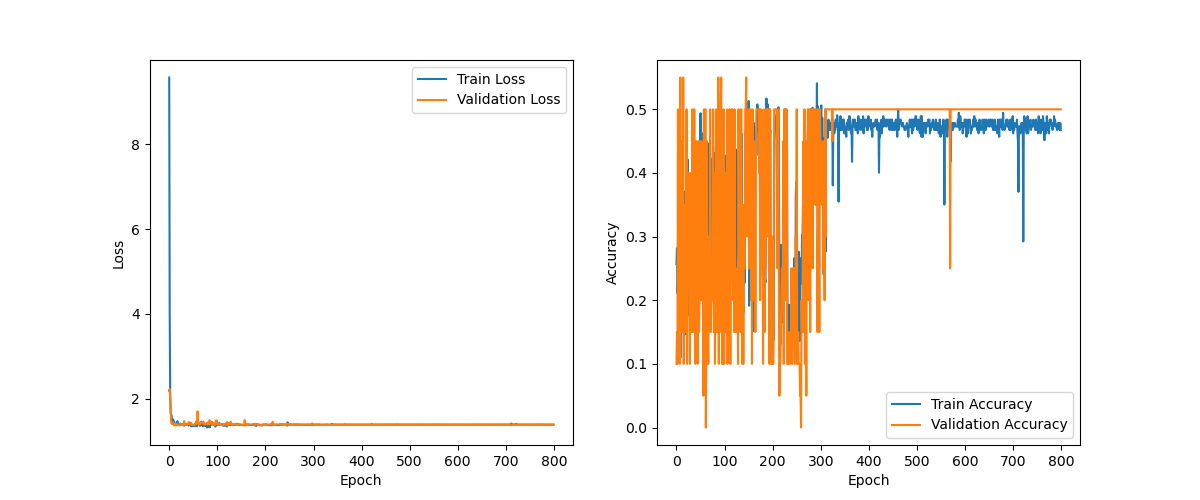 Train Loss
Validation Loss
8
6
4
2
Loss
0 100 200 300 400 500 600 700 800
Epoch
0.5
0.4
0.3
0.2
0.1
0.0
Accuracy
Train Accuracy
Validation Accuracy
0 100 200 300 400 500 600 700 800
Epoch